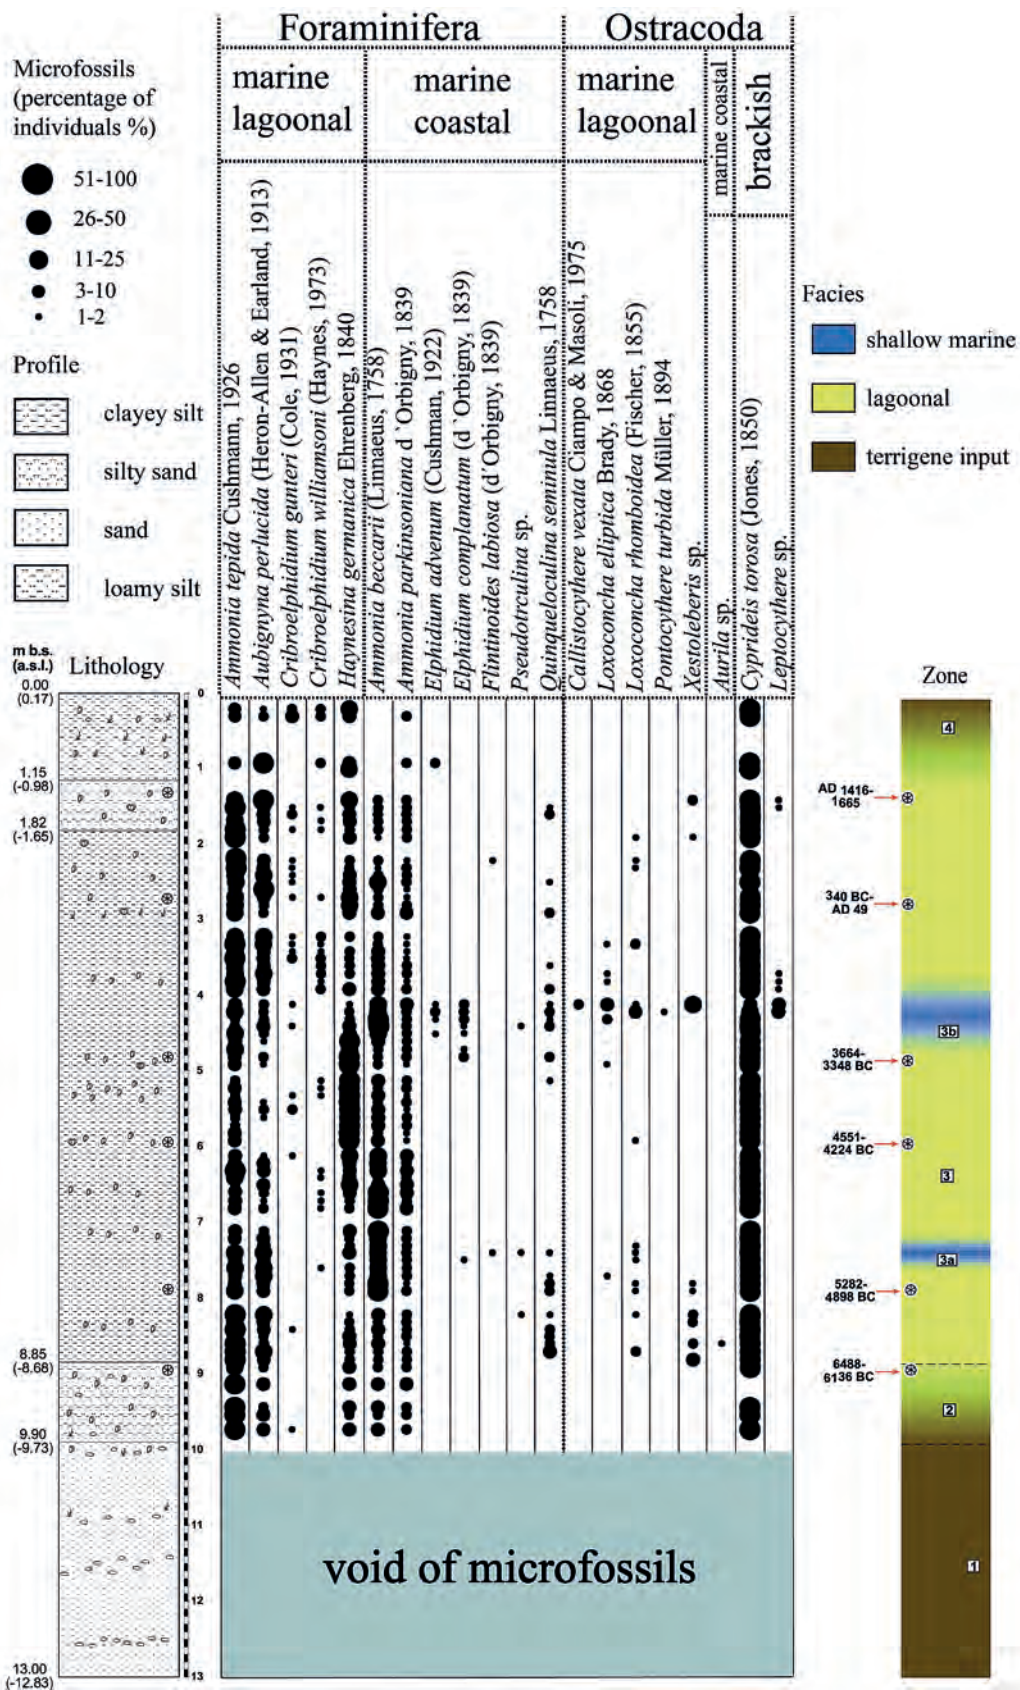 Foraminifera
Ostracoda
marine
lagoonal
marine
coastal
marine
lagoonal
marine coastal
brackish
Microfossils
(percentage of
individuals %)
51-100
26-50
11-25
3-10
1-2
Profile
clayey silt
silty sand
sand
loamy silt
Ammonia tepida Cushmann, 1926
Aubignyna perlucida (Heron-Allen & Earland, 1913)
Cribroelphidium gunteri (Cole, 1931)
Cribroelphidium williamsoni (Haynes, 1973)
Haynesina germanica Ehrenberg, 1840
Ammonia beccarii (Linnaeus, 1758)
Ammonia parkinsoniana d `Orbigny, 1839
Elphidium advenum (Cushman, 1922)
Elphidium complanatum (d`Orbigny, 1839)
Flintinoides labiosa (d´Orbigny, 1839)
Pseudotrculina sp.
Quinqueloculina seminula Linnaeus, 1758
Callistocythere vexata Ciampo & Masoli, 1975
Loxoconcha elliptica Brady, 1868
Loxoconcha rhomboidea (Fischer, 1855)
Pontocythere turbida Müller, 1894
Xestoleberis sp.
Aurila sp.
Cyprideis torosa (Jones, 1850)
Leptocythere sp.
Facies
shallow marine
lagoonal
terrigene input
m b.s.
(a.s.l.)
Lithology
Zone
0.00
(0.17)
1.15
(-0.98)
1.82
(-1.65)
8.85
(-8.68)
9.90
(-9.73)
13.00
(-12.83)
0
1
2
3
4
5
6
7
8
9
10
11
12
13
void of microfossils
AD 1416-
1665
340 BC-
AD 49
3664-
3348 BC
4551-
4224 BC
5282-
4898 BC
6488-
6136 BC
4
3b
3
3a
2
1